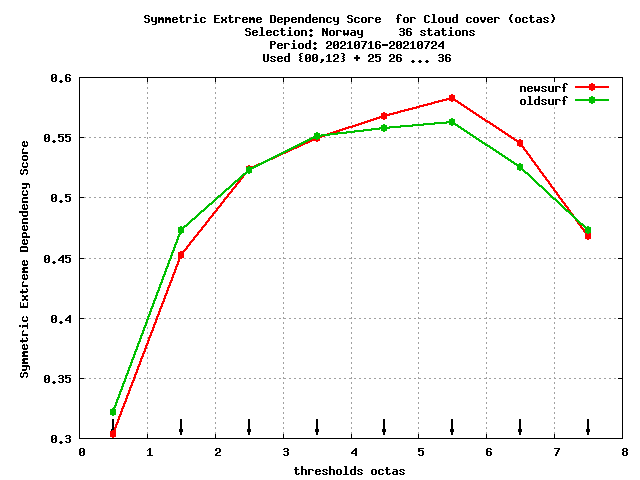 Symmetric Extreme Dependency Score  for Cloud cover (octas)
Selection: Norway     36 stations
Period: 20210716-20210724
Used {00,12} + 25 26 ... 36
newsurf
oldsurf
Symmetric Extreme Dependency Score
0.6
0.55
0.5
0.45
0.4
0.35
0.3
0 1 2 3 4 5 6 7 8
thresholds octas